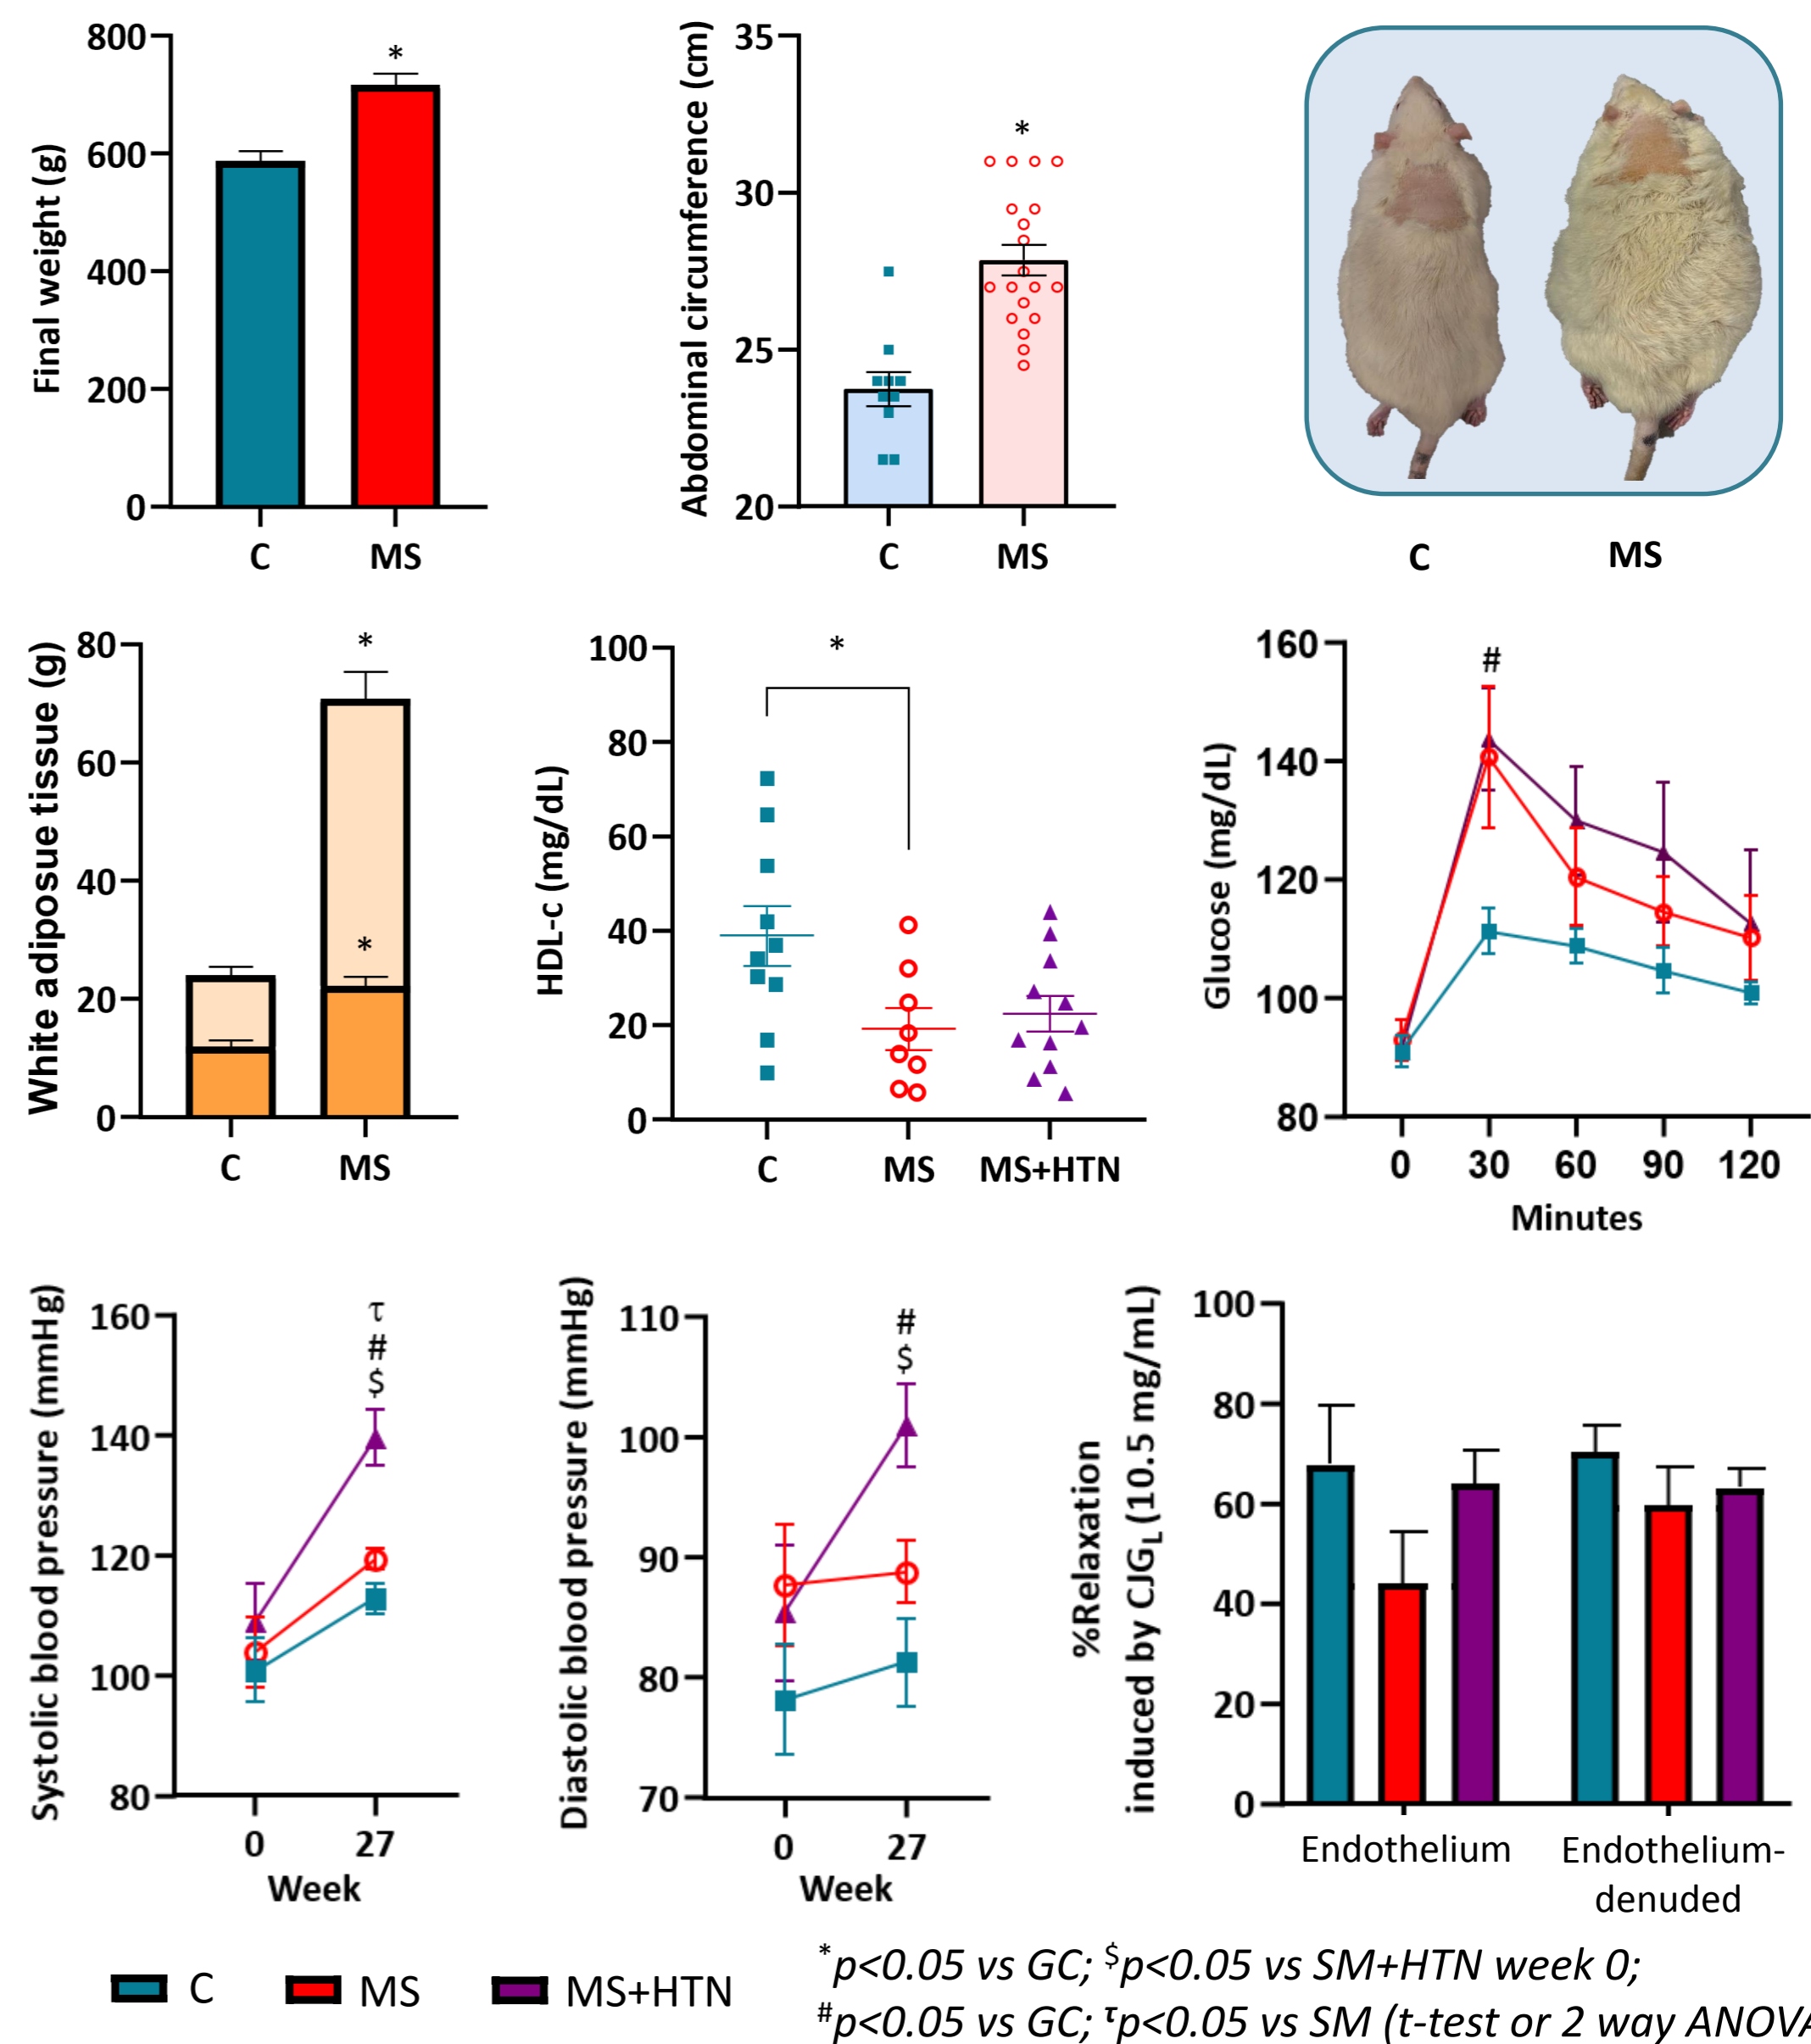 Final weight (g)
800
600
400
200
0
*
C
MS
Abdominal circumference (cm)
35
30
25
20
*
C
MS
C
MS
White adiposue tissue (g)
80
60
40
20
0
*
*
C
MS
HDL-c (mg/dL)
100
80
60
40
20
0
*
C
MS
MS+HTN
Glucose (mg/dL)
160
140
120
100
80
#
0
30
60
90
120
Minutes
Systolic blood pressure (mmHg)
160
140
120
100
80
τ
#
$
0
27
Week
Diastolic blood pressure (mmHg)
110
100
90
80
70
#
$
0
27
Week
%Relaxation
induced by CJGL (10.5 mg/mL)
100
80
60
40
20
0
Endothelium
Endothelium-
denuded
C
MS
MS+HTN
*p<0.05 vs GC; $p<0.05 vs SM+HTN week 0;
#p<0.05 vs GC; τp<0.05 vs SM (t-test or 2 way ANOVA